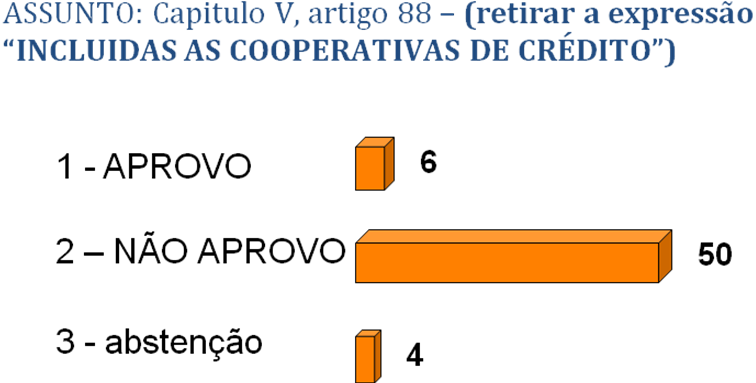 ASSUNTO: Capitulo V, artigo 88 – (retirar a expressão
“INCLUIDAS AS COOPERATIVAS DE CRÉDITO”)
1 - APROVO 6
2 – NÃO APROVO 50
3 - abstenção 4